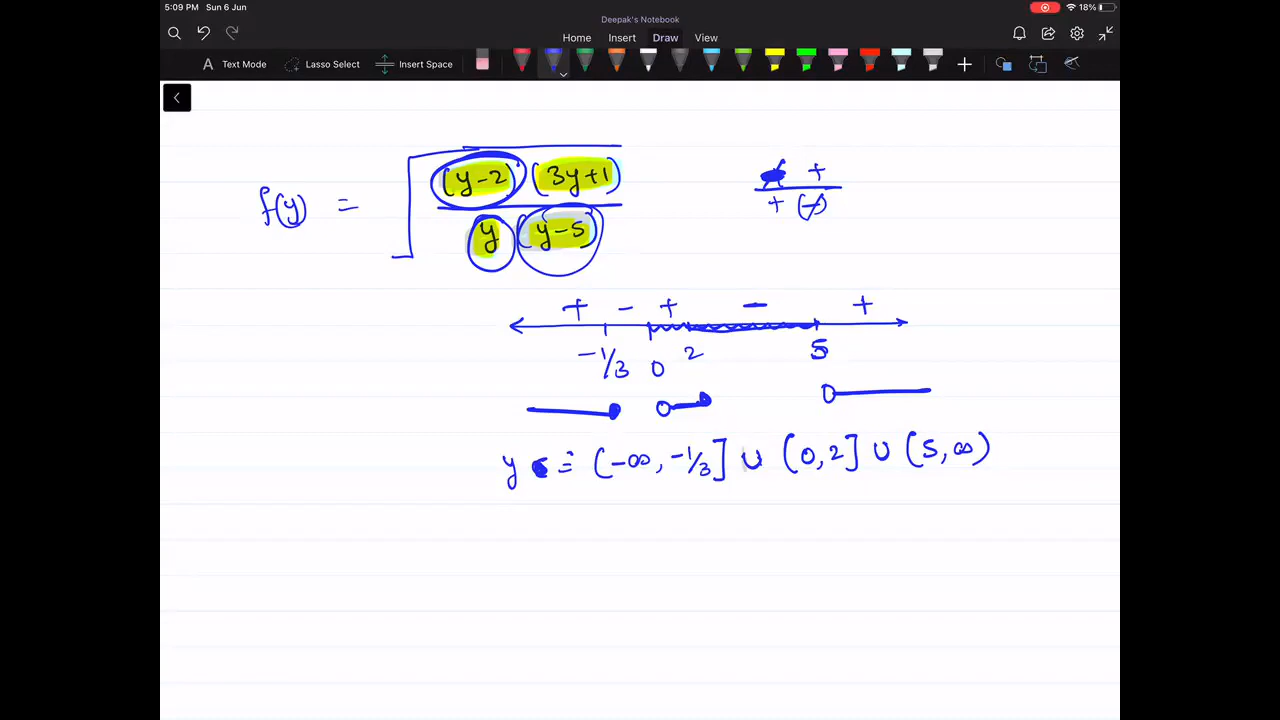 5:09 PM Sun 6 Jun
18%
Deepak's Notebook
Home Insert Draw View
A Text Mode Lasso Select Insert Space
f(y) = √((y-2) (3y+1) / y (y-5))
+
+ (-)
+ - + - +
-1/3 0 2 5
y = (-∞, -1/3] ∪ (0, 2] ∪ (5, ∞)